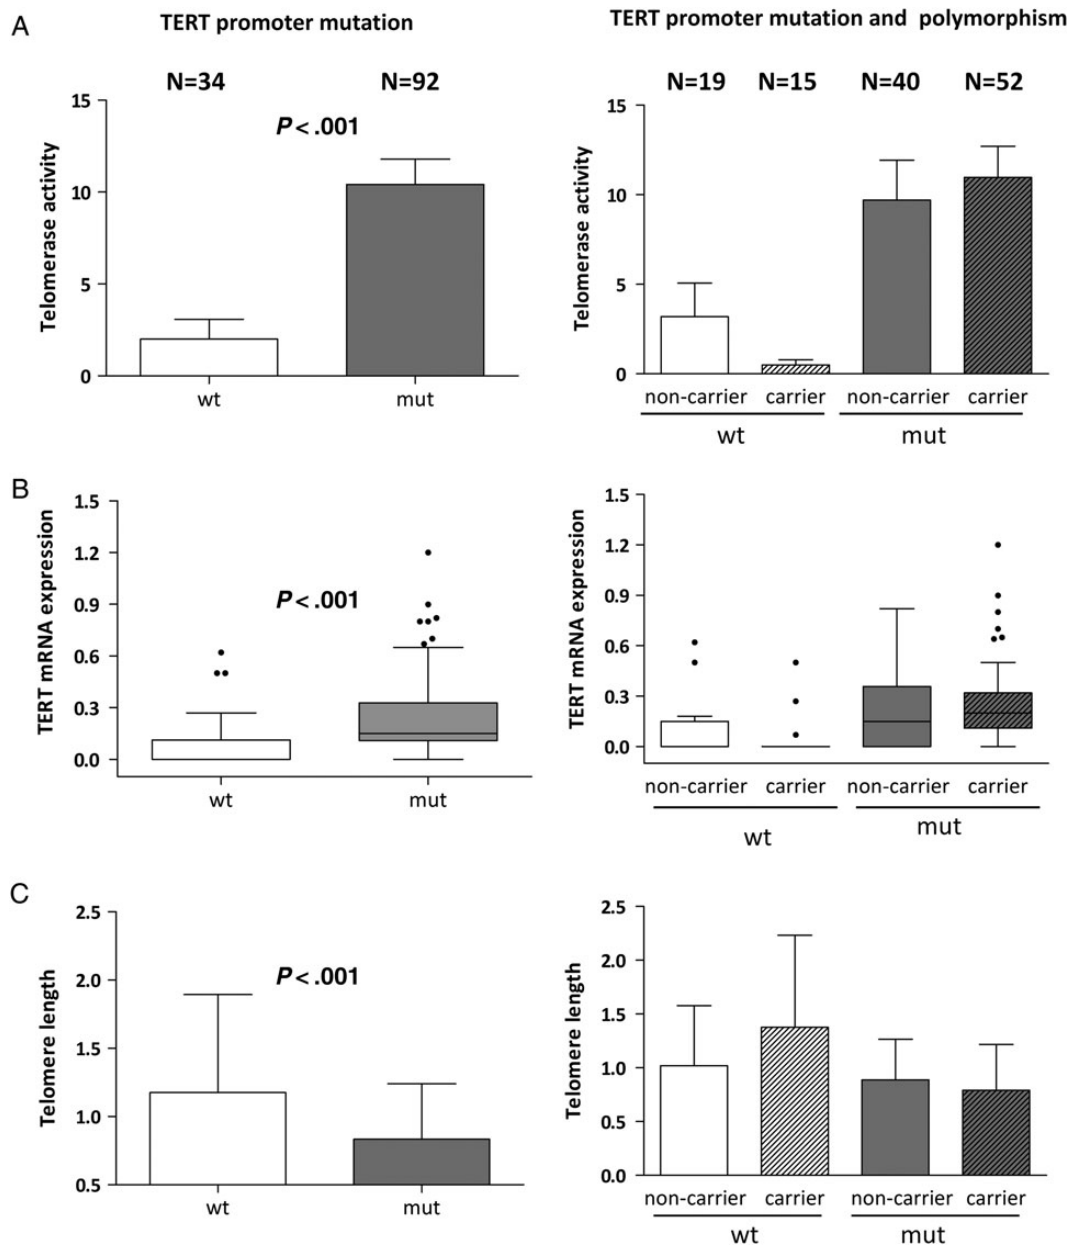 A
TERT promoter mutation
TERT promoter mutation and polymorphism
N=34 N=92
P < .001
Telomerase activity
15
10
5
0
wt mut
N=19 N=15 N=40 N=52
Telomerase activity
15
10
5
0
non-carrier carrier non-carrier carrier
wt mut
B
TERT mRNA expression
1.5
1.2
0.9
0.6
0.3
0.0
P < .001
wt mut
TERT mRNA expression
1.5
1.2
0.9
0.6
0.3
0.0
non-carrier carrier non-carrier carrier
wt mut
C
Telomere length
2.5
2.0
1.5
1.0
0.5
P < .001
wt mut
Telomere length
2.5
2.0
1.5
1.0
0.5
0.0
non-carrier carrier non-carrier carrier
wt mut